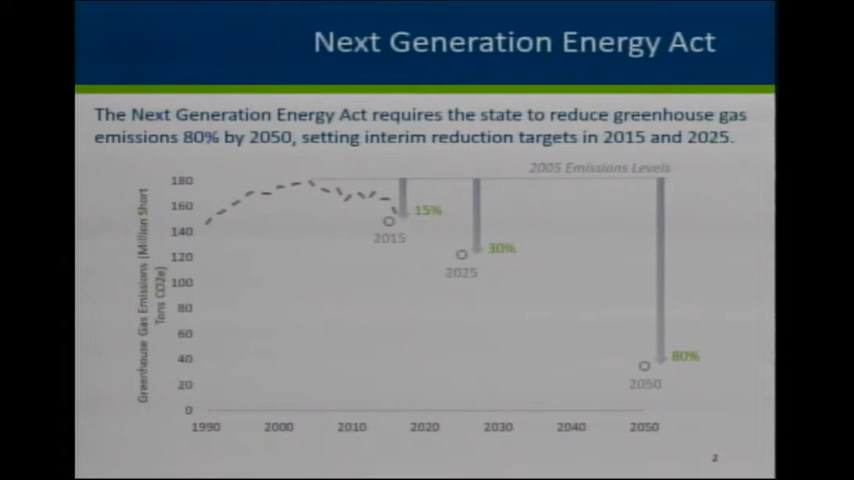 Next Generation Energy Act
The Next Generation Energy Act requires the state to reduce greenhouse gas
emissions 80% by 2050, setting interim reduction targets in 2015 and 2025.
2005 Emissions Levels
Greenhouse Gas Emissions (Million Short
Tons CO2e)
180
160
140
120
100
80
60
40
20
0
15%
2015
30%
2025
80%
2050
1990 2000 2010 2020 2030 2040 2050
2